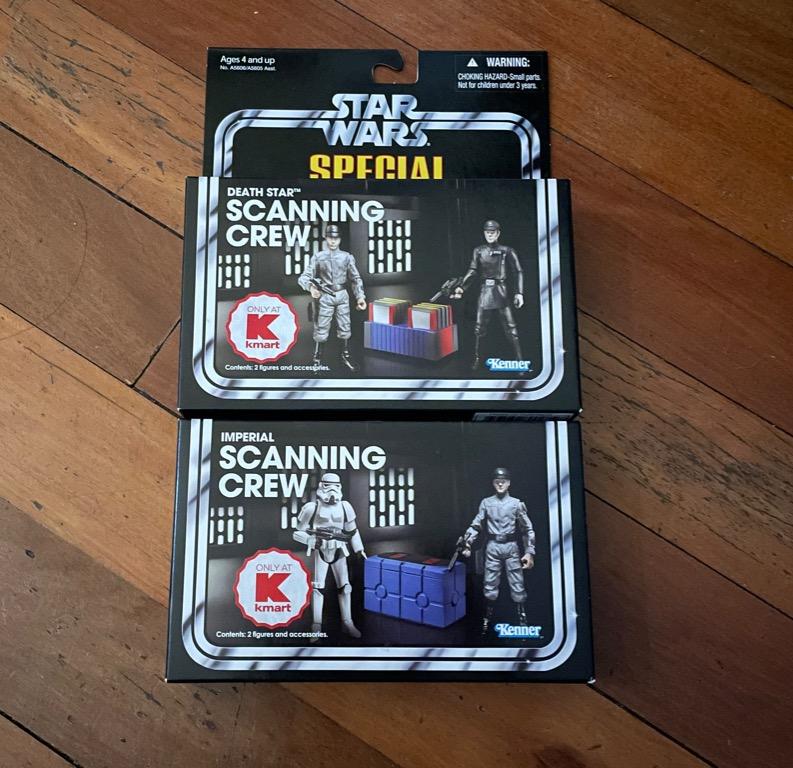 Ages 4 and up
No. A5606/A5605 Asst.
WARNING:
CHOKING HAZARD-Small parts.
Not for children under 3 years.
STAR
WARS
SPECIAL
DEATH STAR™
SCANNING
CREW
ONLY AT
K
kmart
Contents: 2 figures and accessories.
Kenner
IMPERIAL
SCANNING
CREW
ONLY AT
K
kmart
Contents: 2 figures and accessories.
Kenner